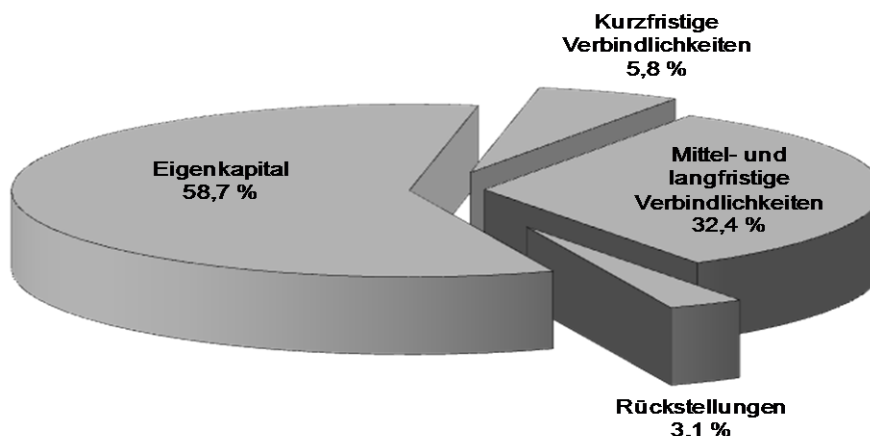 Kurzfristige
Verbindlichkeiten
5,8 %
Eigenkapital
58,7 %
Mittel- und
langfristige
Verbindlichkeiten
32,4 %
Rückstellungen
3,1 %